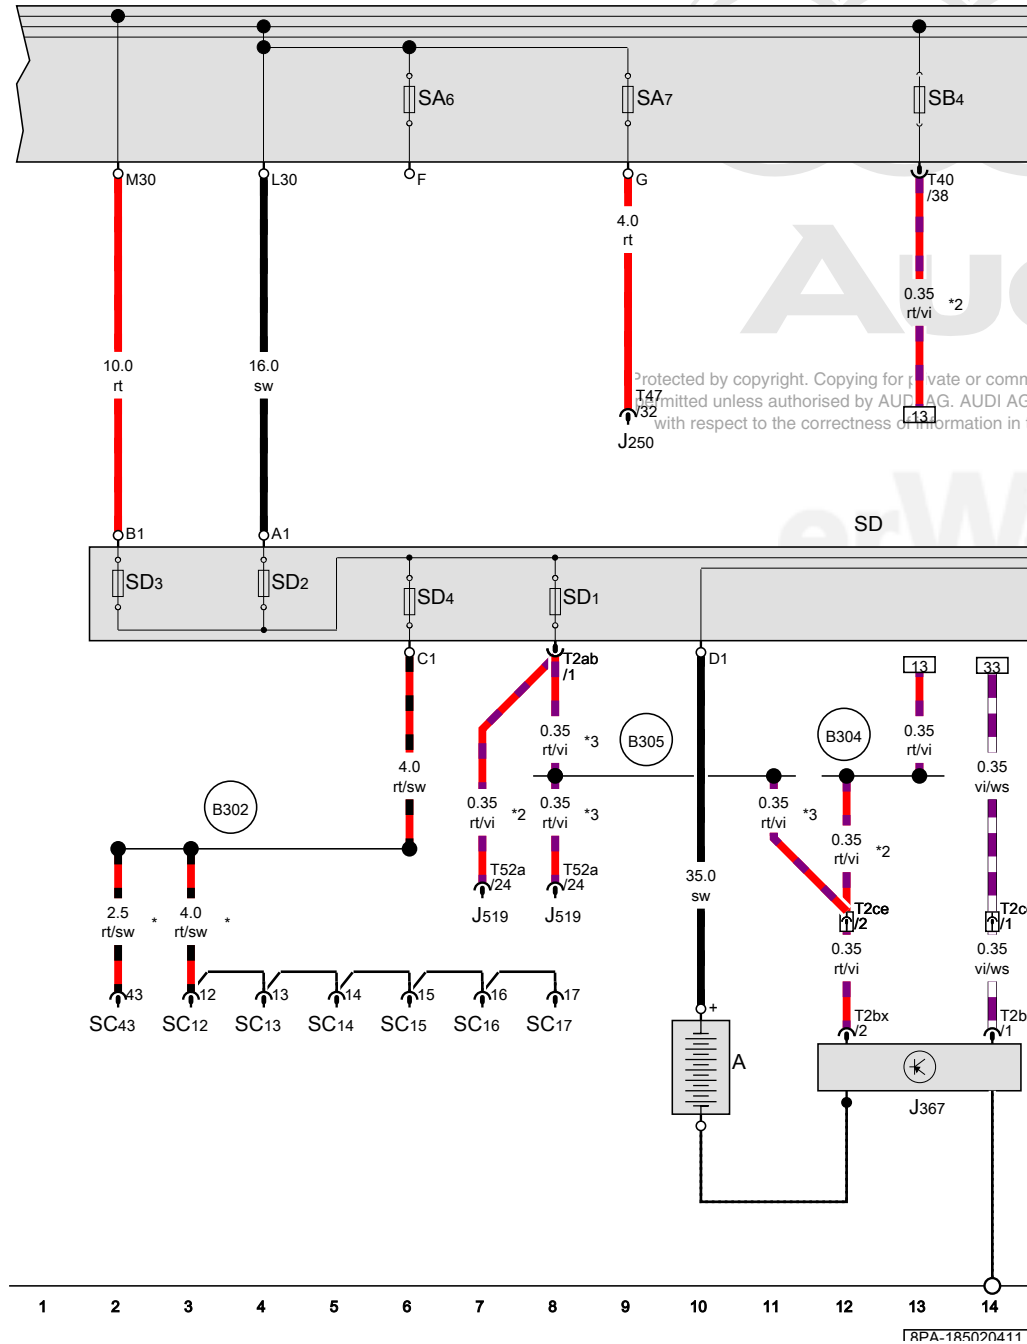 SA6
SA7
SB4
M30
L30
F
G
T40
/38
4.0
rt
0.35
rt/vi
*2
10.0
rt
16.0
sw
Protected by copyright. Copying for private or comm
permitted unless authorised by AUDI AG. AUDI AG
with respect to the correctness of information in
T47
/32
13
J250
SD
B1
A1
SD3
SD2
SD4
SD1
C1
T2ab
/1
D1
13
33
0.35
rt/vi
*3
B305
B304
0.35
rt/vi
4.0
rt/sw
0.35
vi/ws
B302
0.35
rt/vi
*2
0.35
rt/vi
*3
0.35
rt/vi
*3
0.35
rt/vi
*2
T52a
/24
T52a
/24
35.0
sw
J519
J519
2.5
rt/sw
*
4.0
rt/sw
*
T2ce
/2
T2ce
/1
0.35
rt/vi
0.35
vi/ws
43
12
13
14
15
16
17
SC43
SC12
SC13
SC14
SC15
SC16
SC17
+
T2bx
/2
T2b
/1
A
J367
1 2 3 4 5 6 7 8 9 10 11 12 13 14
8PA-185020411